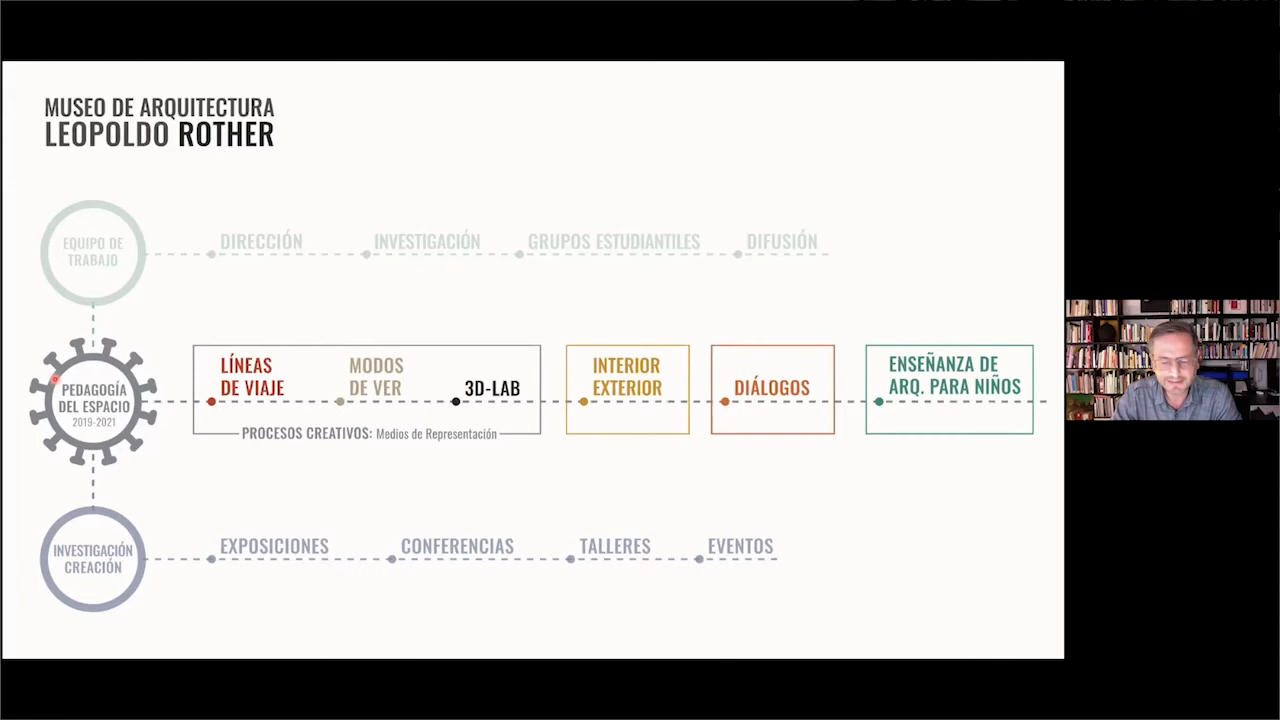 MUSEO DE ARQUITECTURA
LEOPOLDO ROTHER
EQUIPO DE
TRABAJO
DIRECCIÓN
INVESTIGACIÓN
GRUPOS ESTUDIANTILES
DIFUSIÓN
PEDAGOGÍA
DEL ESPACIO
2019-2021
LÍNEAS
DE VIAJE
MODOS
DE VER
3D-LAB
PROCESOS CREATIVOS: Medios de Representación
INTERIOR
EXTERIOR
DIÁLOGOS
ENSEÑANZA DE
ARQ. PARA NIÑOS
INVESTIGACIÓN
CREACIÓN
EXPOSICIONES
CONFERENCIAS
TALLERES
EVENTOS